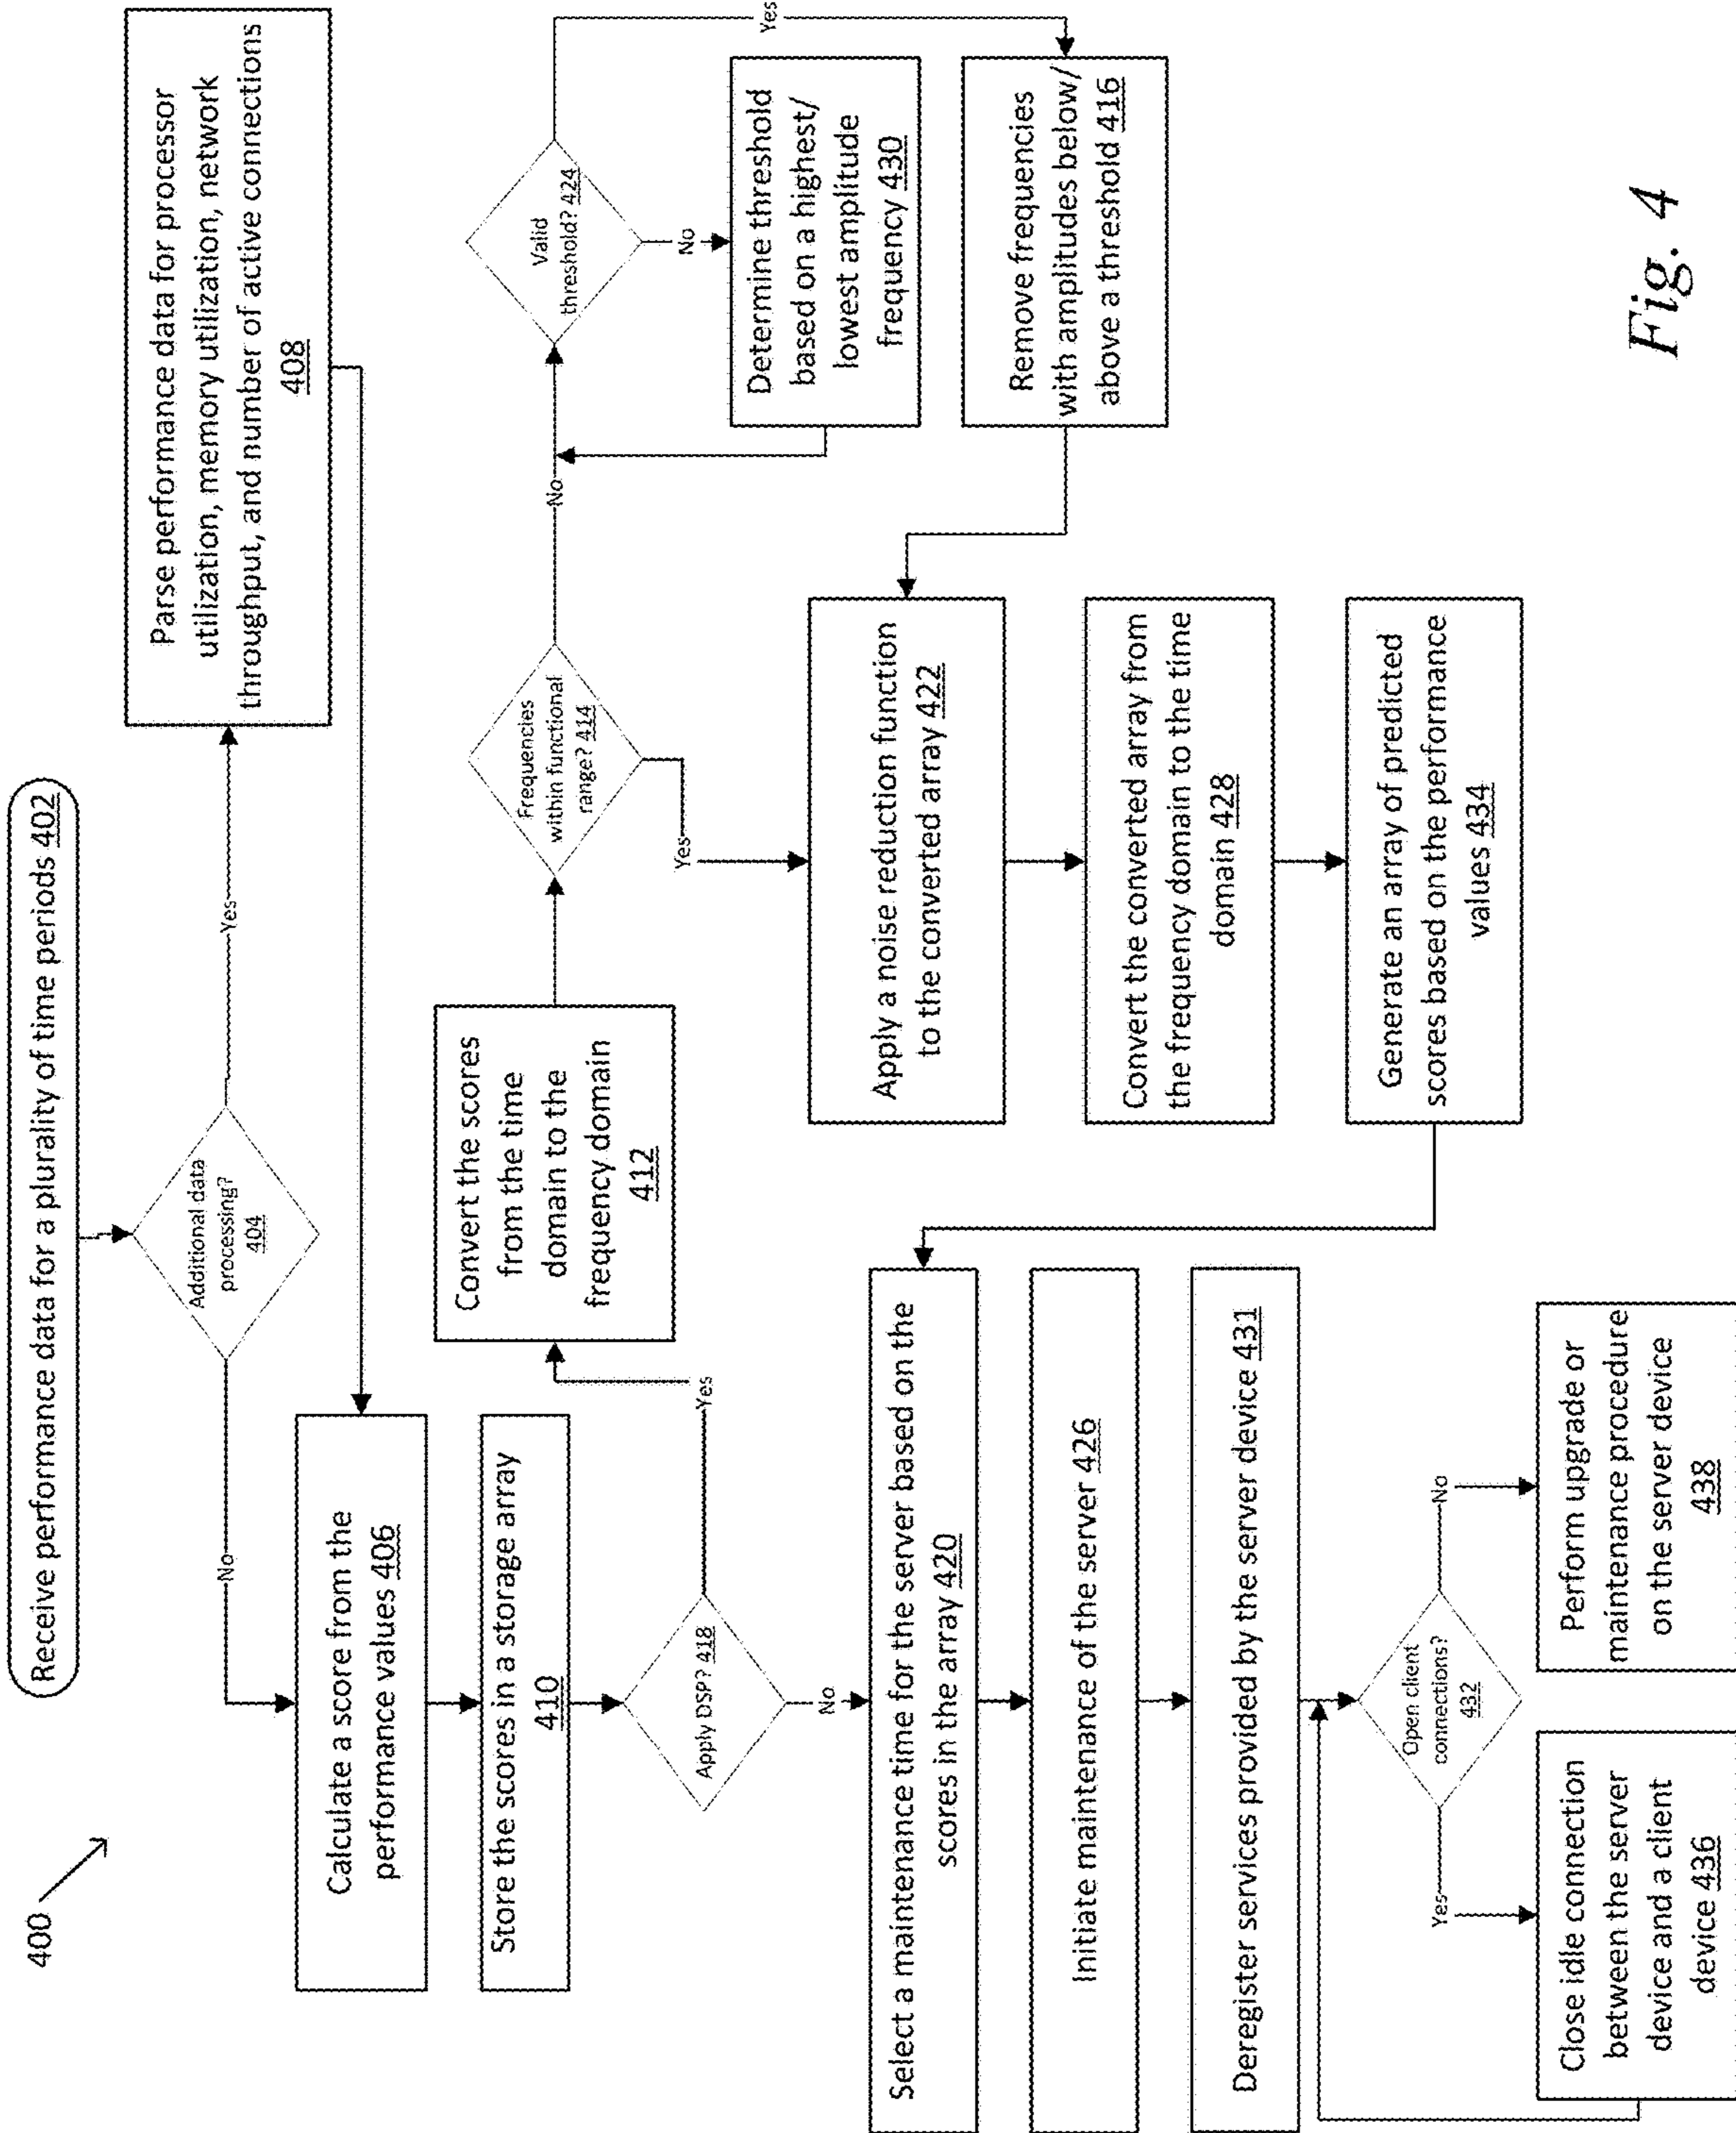 400
Receive performance data for a plurality of time periods 402
Additional data
processing?
404
Yes
No
Parse performance data for processor
utilization, memory utilization, network
throughput, and number of active connections
408
Calculate a score from the
performance values 406
Store the scores in a storage array
410
Apply DSP? 418
Yes
No
Convert the scores
from the time
domain to the
frequency domain
412
Frequencies
within functional
range? 414
No
Yes
Valid
threshold? 424
Yes
No
Determine threshold
based on a highest/
lowest amplitude
frequency 430
Remove frequencies
with amplitudes below/
above a threshold 416
Apply a noise reduction function
to the converted array 422
Convert the converted array from
the frequency domain to the time
domain 428
Generate an array of predicted
scores based on the performance
values 434
Select a maintenance time for the server based on the
scores in the array 420
Initiate maintenance of the server 426
Deregister services provided by the server device 431
Open client
connections?
432
Yes
No
Close idle connection
between the server
device and a client
device 436
Perform upgrade or
maintenance procedure
on the server device
438
Fig. 4